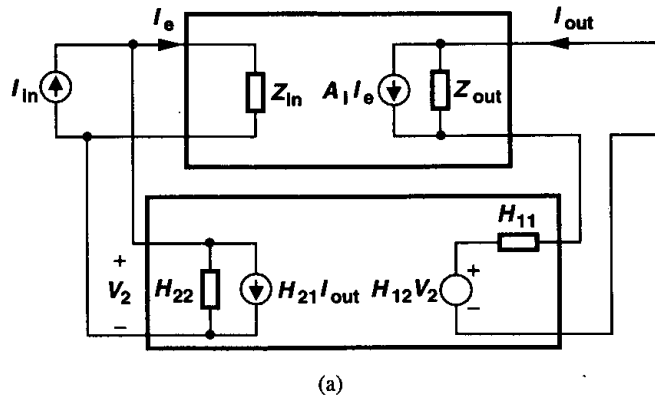 I_e
I_out
I_in
Z_in
A_I I_e
Z_out
H_11
+
V_2
−
H_22
H_21 I_out
H_12 V_2
+
−
(a)